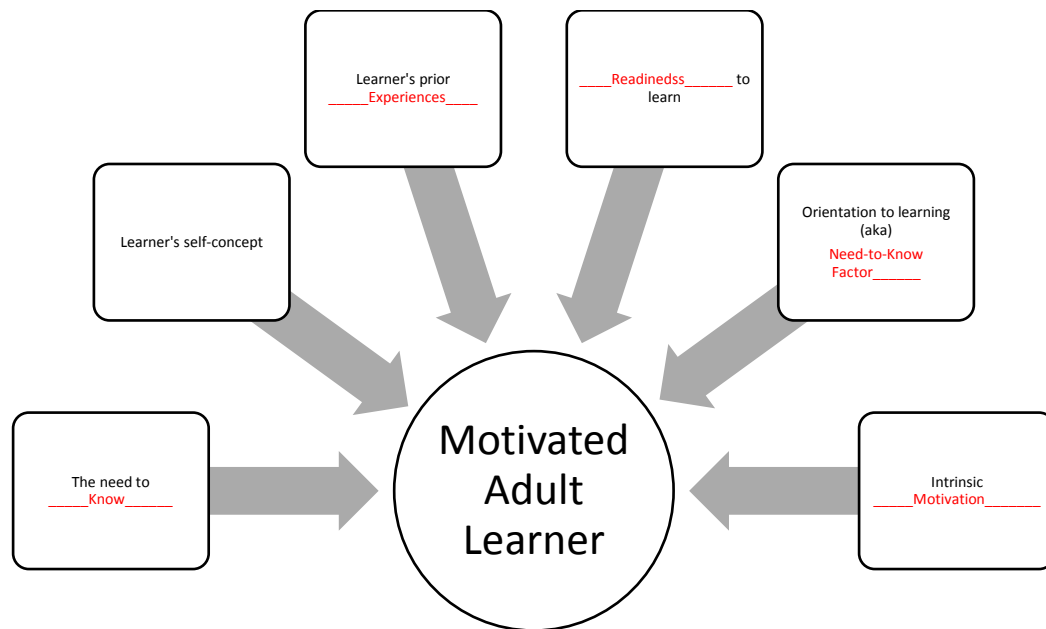 Learner's prior
_____Experiences____
____Readinedss______ to
learn
Learner's self-concept
Orientation to learning
(aka)
Need-to-Know
Factor______
The need to
_____Know______
Motivated
Adult
Learner
Intrinsic
_____Motivation_______